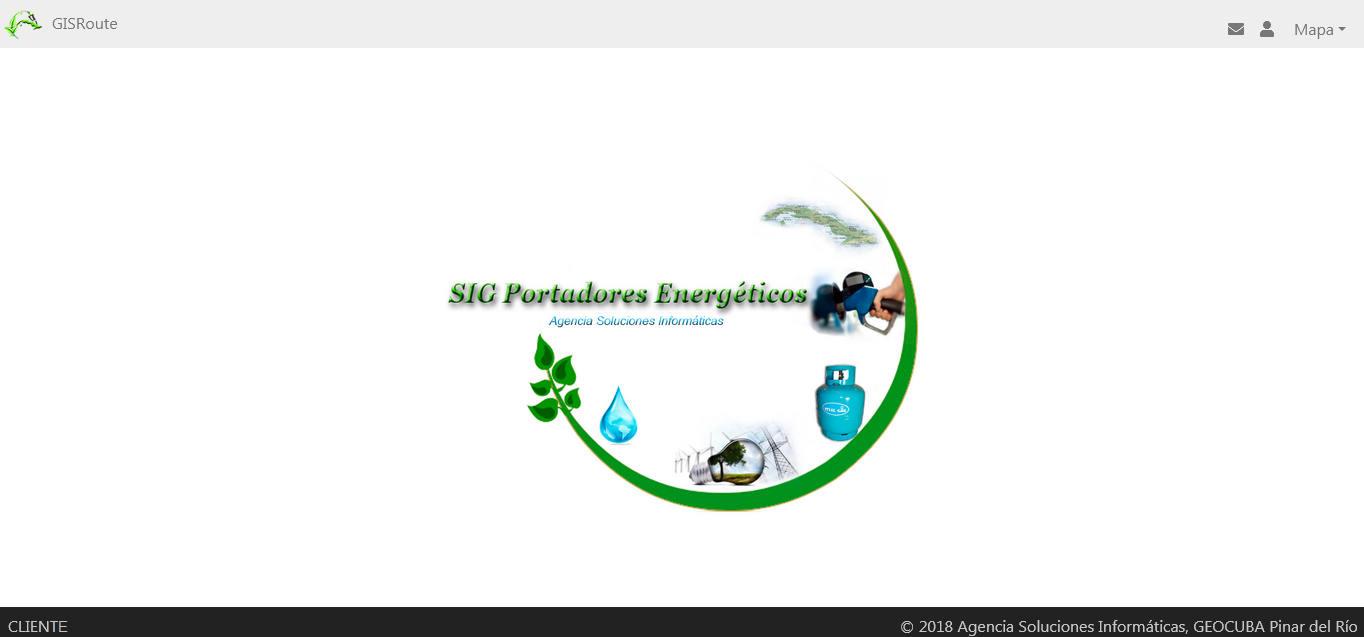 GISRoute
Mapa
SIG Portadores Energéticos
Agencia Soluciones Informáticas
CLIENTE
© 2018 Agencia Soluciones Informáticas, GEOCUBA Pinar del Río